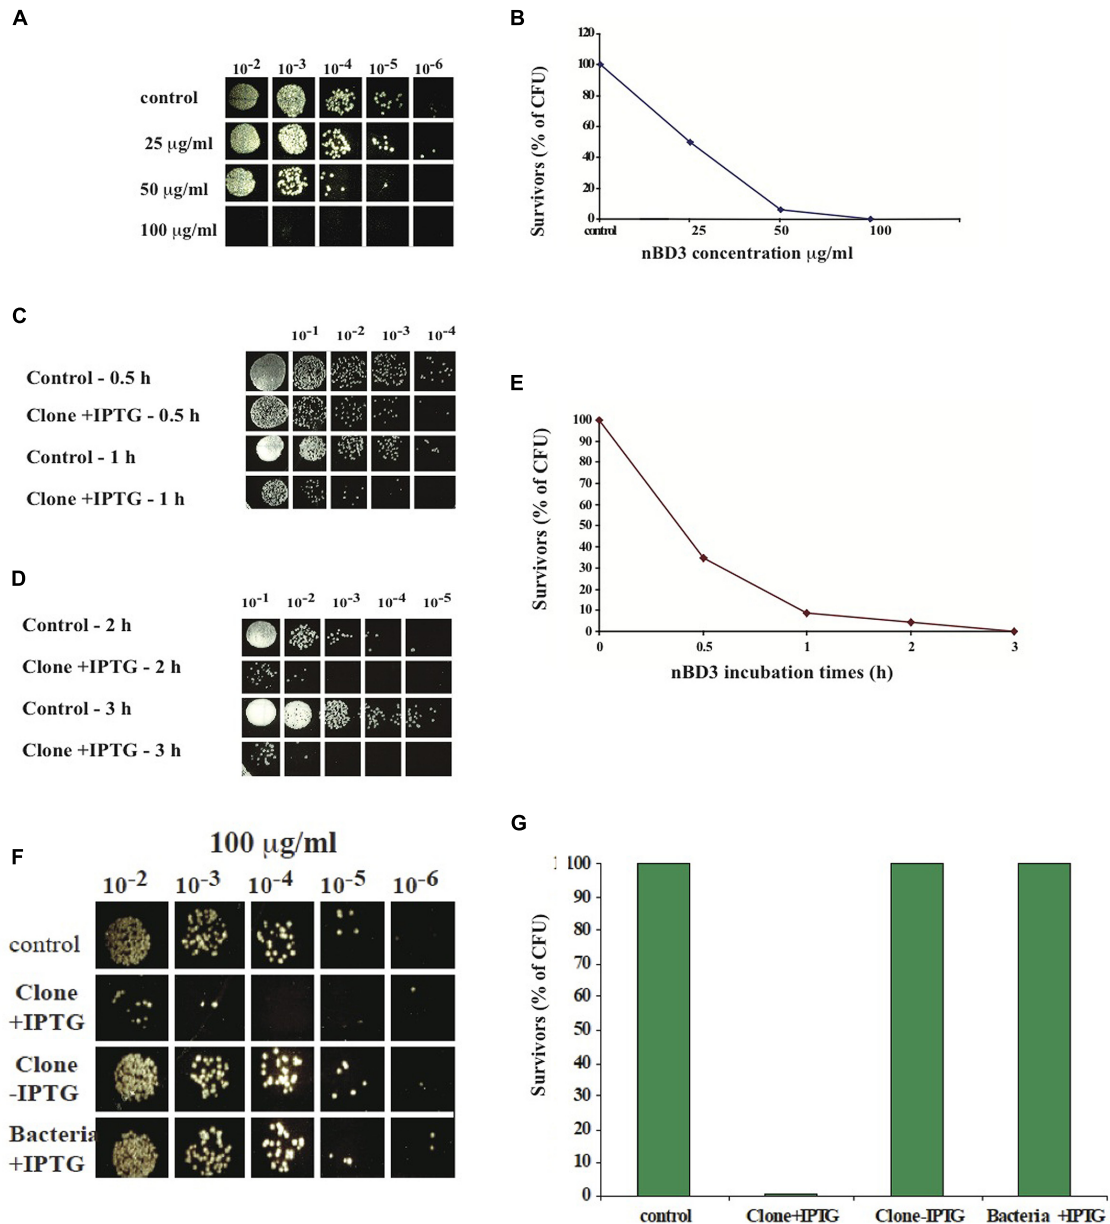 A
10-2 10-3 10-4 10-5 10-6
control
25 µg/ml
50 µg/ml
100 µg/ml
B
Survivors (% of CFU)
120
100
80
60
40
20
0
control 25 50 100
nBD3 concentration µg/ml
C
10-1 10-2 10-3 10-4
Control - 0.5 h
Clone +IPTG - 0.5 h
Control - 1 h
Clone +IPTG - 1 h
D
10-1 10-2 10-3 10-4 10-5
Control - 2 h
Clone +IPTG - 2 h
Control - 3 h
Clone +IPTG - 3 h
E
Survivors (% of CFU)
100
90
80
70
60
50
40
30
20
10
0
0 0.5 1 2 3
nBD3 incubation times (h)
F
100 µg/ml
10-2 10-3 10-4 10-5 10-6
control
Clone
+IPTG
Clone
-IPTG
Bacteria
+IPTG
G
Survivors (% of CFU)
100
90
80
70
60
50
40
30
20
10
0
control Clone+IPTG Clone-IPTG Bacteria +IPTG